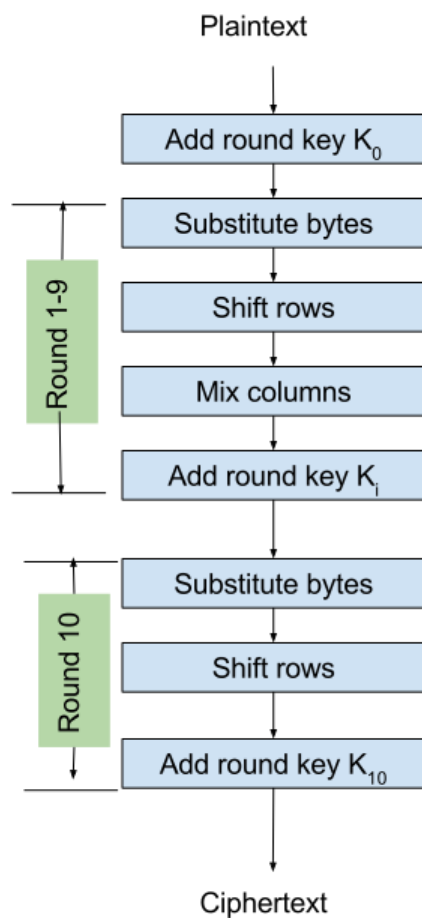 Plaintext
Add round key K₀
Substitute bytes
Shift rows
Round 1-9
Mix columns
Add round key Kᵢ
Substitute bytes
Shift rows
Round 10
Add round key K₁₀
Ciphertext